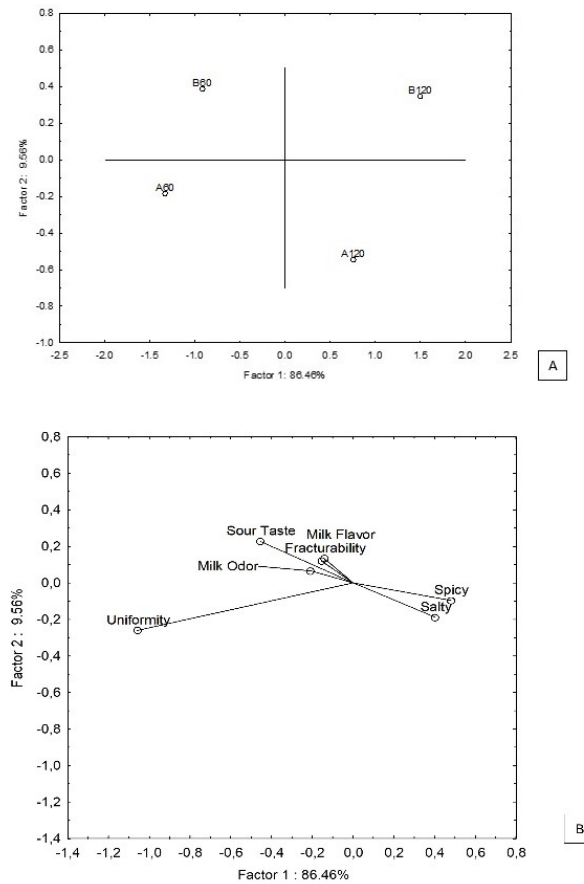 0.8
0.6
0.4
0.2
0.0
-0.2
-0.4
-0.6
-0.8
-1.0
Factor 2: 9.56%
B60
B120
A60
A120
-2.5 -2.0 -1.5 -1.0 -0.5 0.0 0.5 1.0 1.5 2.0 2.5
Factor 1: 86.46%
A
0,8
0,6
0,4
0,2
0,0
-0,2
-0,4
-0,6
-0,8
-1,0
-1,2
-1,4
Factor 2 : 9.56%
Sour Taste
Milk Flavor
Fracturability
Milk Odor
Spicy
Salty
Uniformity
-1,4 -1,2 -1,0 -0,8 -0,6 -0,4 -0,2 0,0 0,2 0,4 0,6 0,8
Factor 1 : 86.46%
B